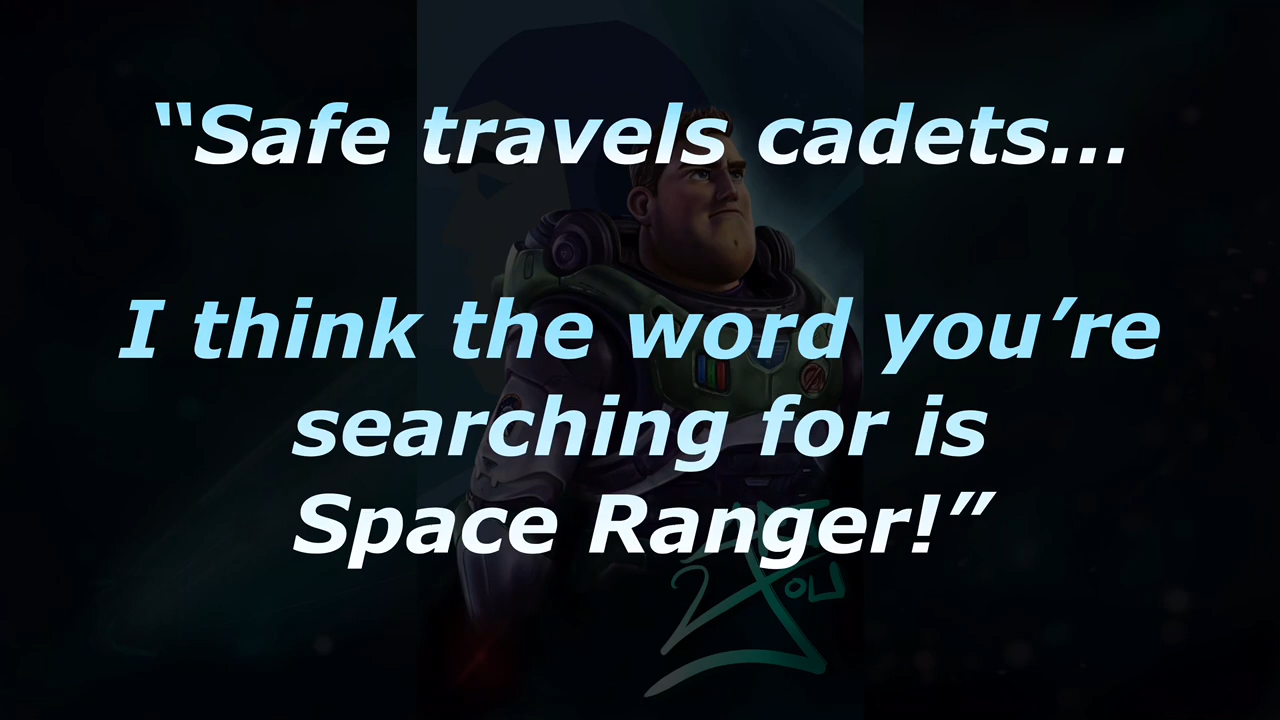 “Safe travels cadets...
I think the word you’re
searching for is
Space Ranger!”